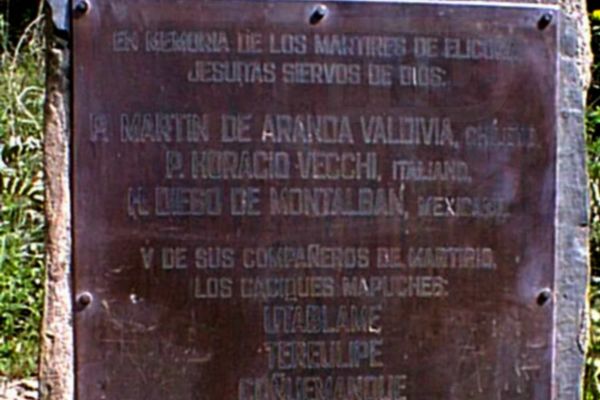 EN MEMORIA DE LOS MARTIRES DE ELICURA
JESUITAS SIERVOS DE DIOS:
P. MARTIN DE ARANDA VALDIVIA, CHILENO,
P. HORACIO VECCHI, ITALIANO,
H. DIEGO DE MONTALBAN, MEXICANO,
Y DE SUS COMPAÑEROS DE MARTIRIO,
LOS CACIQUES MAPUCHES:
UTABLAME
TEREULIPE
COÑUEMANQUE